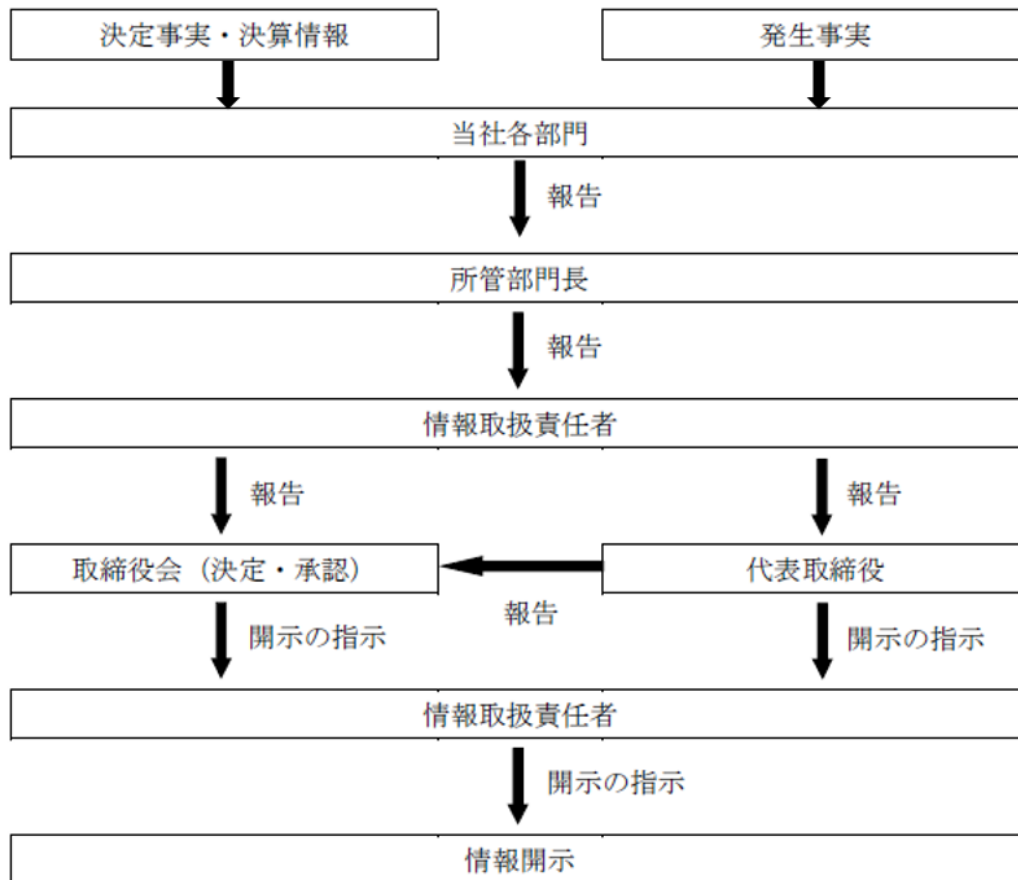 決定事実・決算情報
発生事実
当社各部門
報告
所管部門長
報告
情報取扱責任者
報告
報告
取締役会（決定・承認）
代表取締役
報告
開示の指示
開示の指示
情報取扱責任者
開示の指示
情報開示